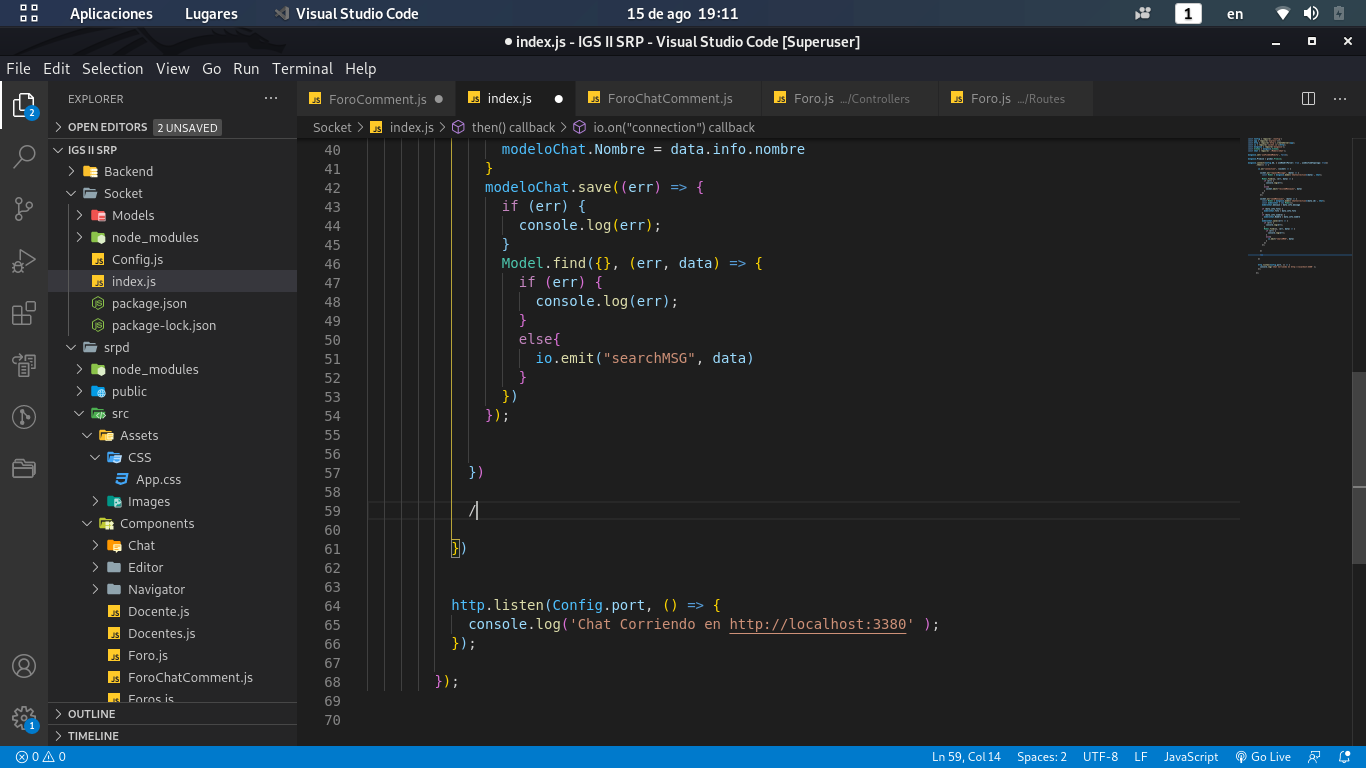 Aplicaciones Lugares Visual Studio Code 15 de ago 19:11 1 en
● index.js - IGS II SRP - Visual Studio Code [Superuser]
File Edit Selection View Go Run Terminal Help
EXPLORER ···
OPEN EDITORS 2 UNSAVED
IGS II SRP
Backend
Socket
Models
node_modules
Config.js
index.js
package.json
package-lock.json
srpd
node_modules
public
src
Assets
CSS
App.css
Images
Components
Chat
Editor
Navigator
Docente.js
Docentes.js
Foro.js
ForoChatComment.js
Foros.js
OUTLINE
TIMELINE
2
1
JS ForoComment.js ● JS index.js ● JS ForoChatComment.js JS Foro.js .../Controllers JS Foro.js .../Routes ···
Socket > JS index.js > then() callback > io.on("connection") callback
40 modeloChat.Nombre = data.info.nombre
41 }
42 modeloChat.save((err) => {
43 if (err) {
44 console.log(err);
45 }
46 Model.find({}, (err, data) => {
47 if (err) {
48 console.log(err);
49 }
50 else{
51 io.emit("searchMSG", data)
52 }
53 })
54 });
55
56
57 })
58
59 /
60
61 })
62
63
64 http.listen(Config.port, () => {
65 console.log('Chat Corriendo en http://localhost:3380' );
66 });
67
68 });
69
70
0 0 Ln 59, Col 14 Spaces: 2 UTF-8 LF JavaScript Go Live